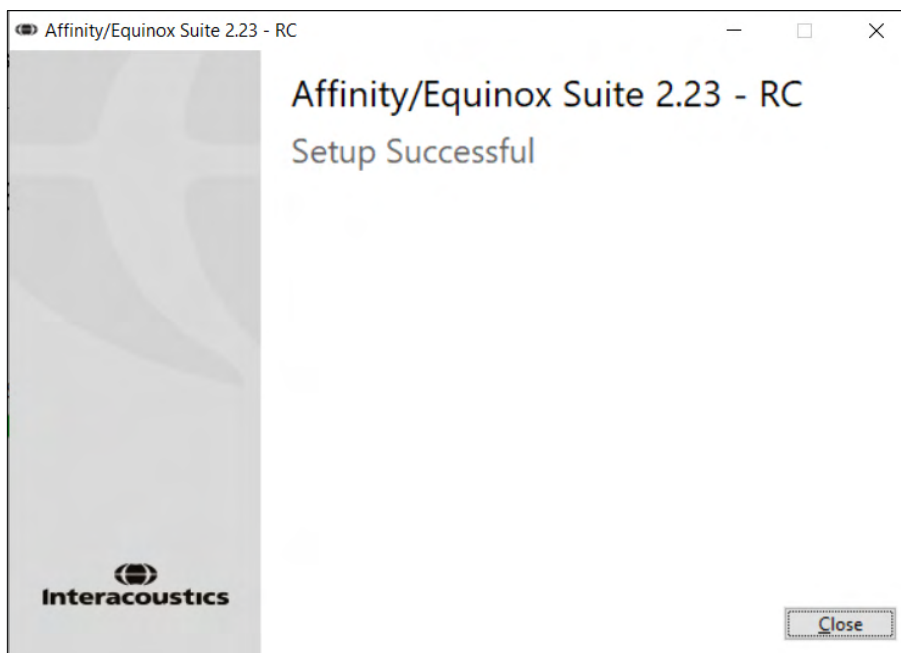 Affinity/Equinox Suite 2.23 - RC
Affinity/Equinox Suite 2.23 - RC
Setup Successful
Interacoustics
Close